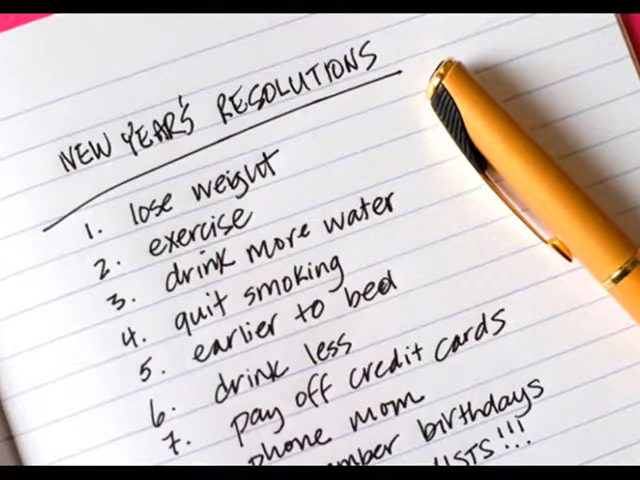 NEW YEAR'S RESOLUTIONS
1. lose weight
2. exercise
3. drink more water
4. quit smoking
5. earlier to bed
6. drink less
7. pay off credit cards
phone mom
birthdays